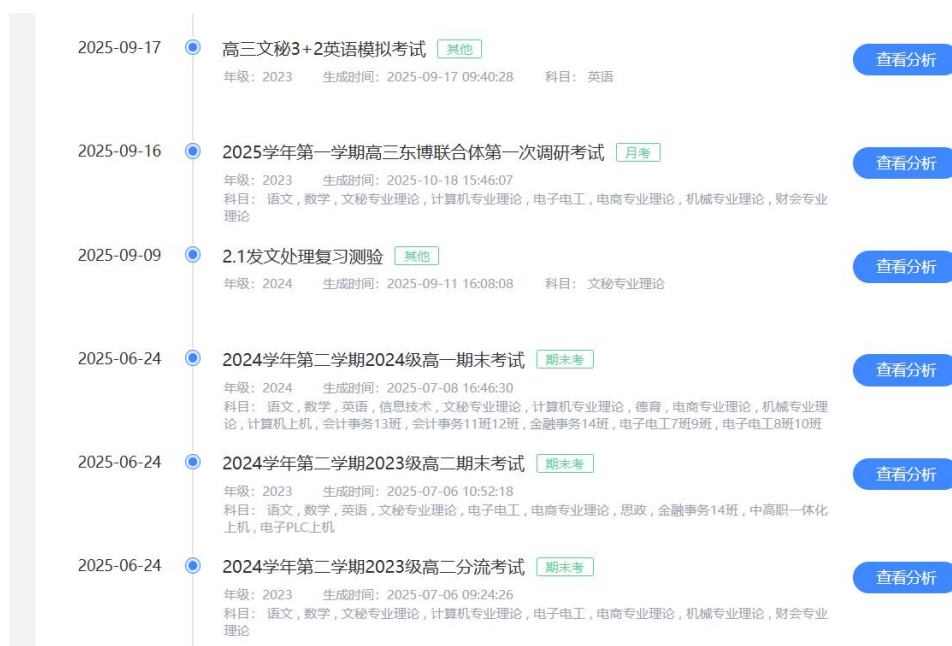 2025-09-17 高三文秘3+2英语模拟考试 其他
年级：2023 生成时间：2025-09-17 09:40:28 科目： 英语
查看分析
2025-09-16 2025学年第一学期高三东博联合体第一次调研考试 月考
年级：2023 生成时间：2025-10-18 15:46:07
科目： 语文 , 数学 , 文秘专业理论 , 计算机专业理论 , 电子电工 , 电商专业理论 , 机械专业理论 , 财会专业
理论
查看分析
2025-09-09 2.1发文处理复习测验 其他
年级：2024 生成时间：2025-09-11 16:08:08 科目： 文秘专业理论
查看分析
2025-06-24 2024学年第二学期2024级高一期末考试 期末考
年级：2024 生成时间：2025-07-08 16:46:30
科目： 语文 , 数学 , 英语 , 信息技术 , 文秘专业理论 , 计算机专业理论 , 德育 , 电商专业理论 , 机械专业理
论 , 计算机上机 , 会计事务13班 , 会计事务11班12班 , 金融事务14班 , 电子电工7班9班 , 电子电工8班10班
查看分析
2025-06-24 2024学年第二学期2023级高二期末考试 期末考
年级：2023 生成时间：2025-07-06 10:52:18
科目： 语文 , 数学 , 英语 , 文秘专业理论 , 电子电工 , 电商专业理论 , 思政 , 金融事务14班 , 中高职一体化
上机 , 电子PLC上机
查看分析
2025-06-24 2024学年第二学期2023级高二分流考试 期末考
年级：2023 生成时间：2025-07-06 09:24:26
科目： 语文 , 数学 , 文秘专业理论 , 计算机专业理论 , 电子电工 , 电商专业理论 , 机械专业理论 , 财会专业
理论
查看分析